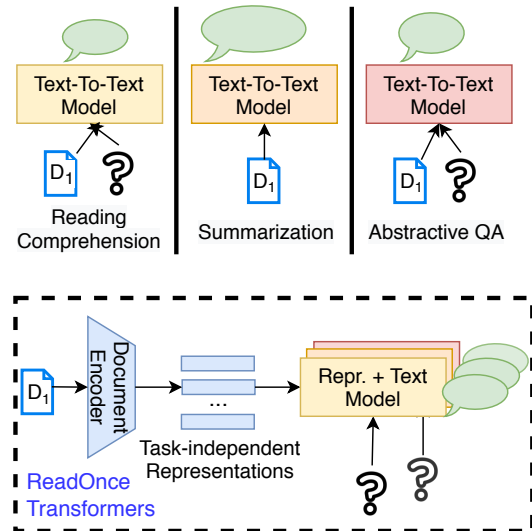 Text-To-Text
Model
D1
?
Reading
Comprehension
Text-To-Text
Model
D1
Summarization
Text-To-Text
Model
D1
?
Abstractive QA
D1
Document
Encoder
...
Task-independent
Representations
Repr. + Text
Model
?
?
ReadOnce
Transformers